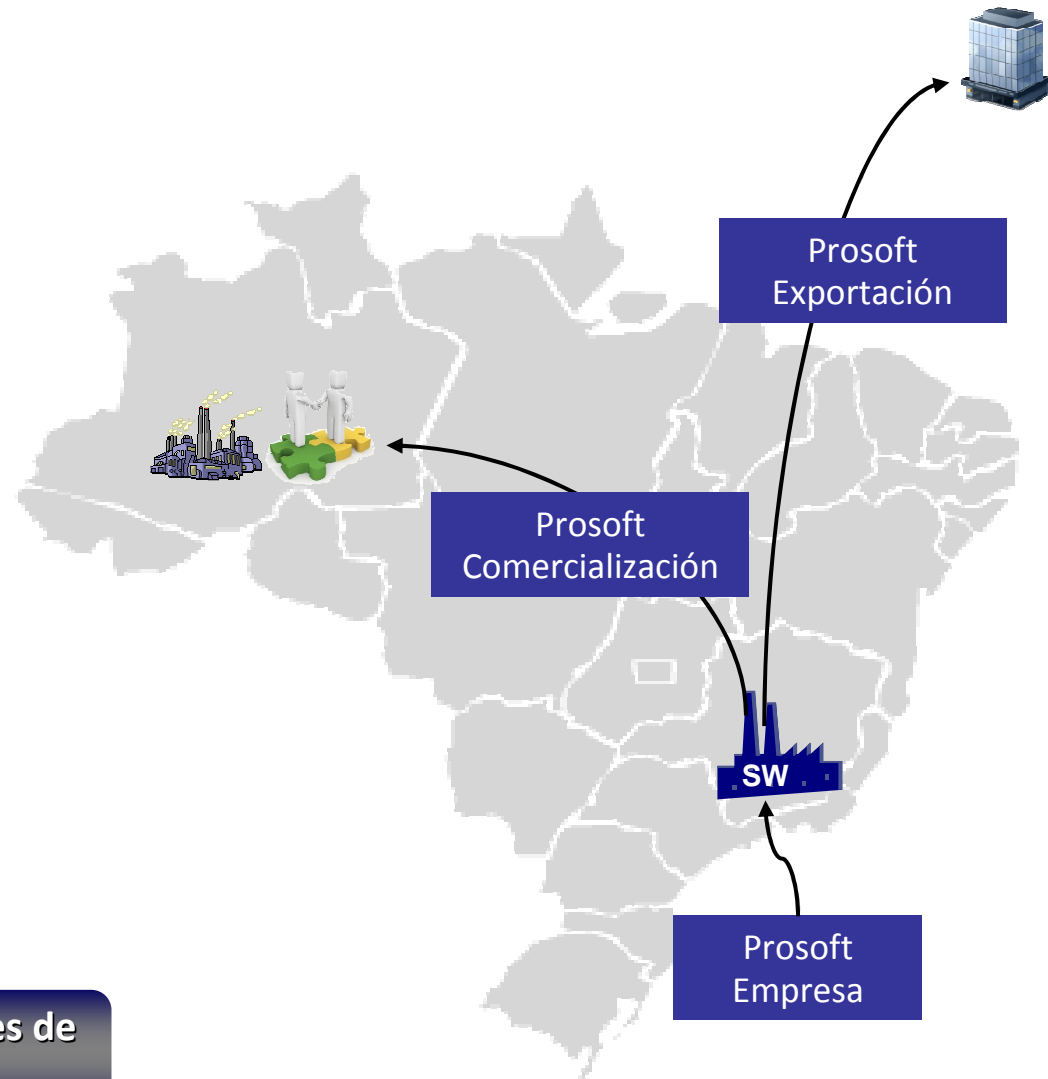 Prosoft
Exportación
Prosoft
Comercialización
SW
Prosoft
Empresa
es de